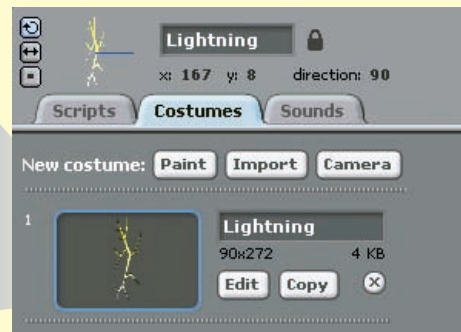 Lightning
x: 167 y: 8 direction: 90
Scripts Costumes Sounds
New costume: Paint Import Camera
1
Lightning
90x272 4 KB
Edit Copy